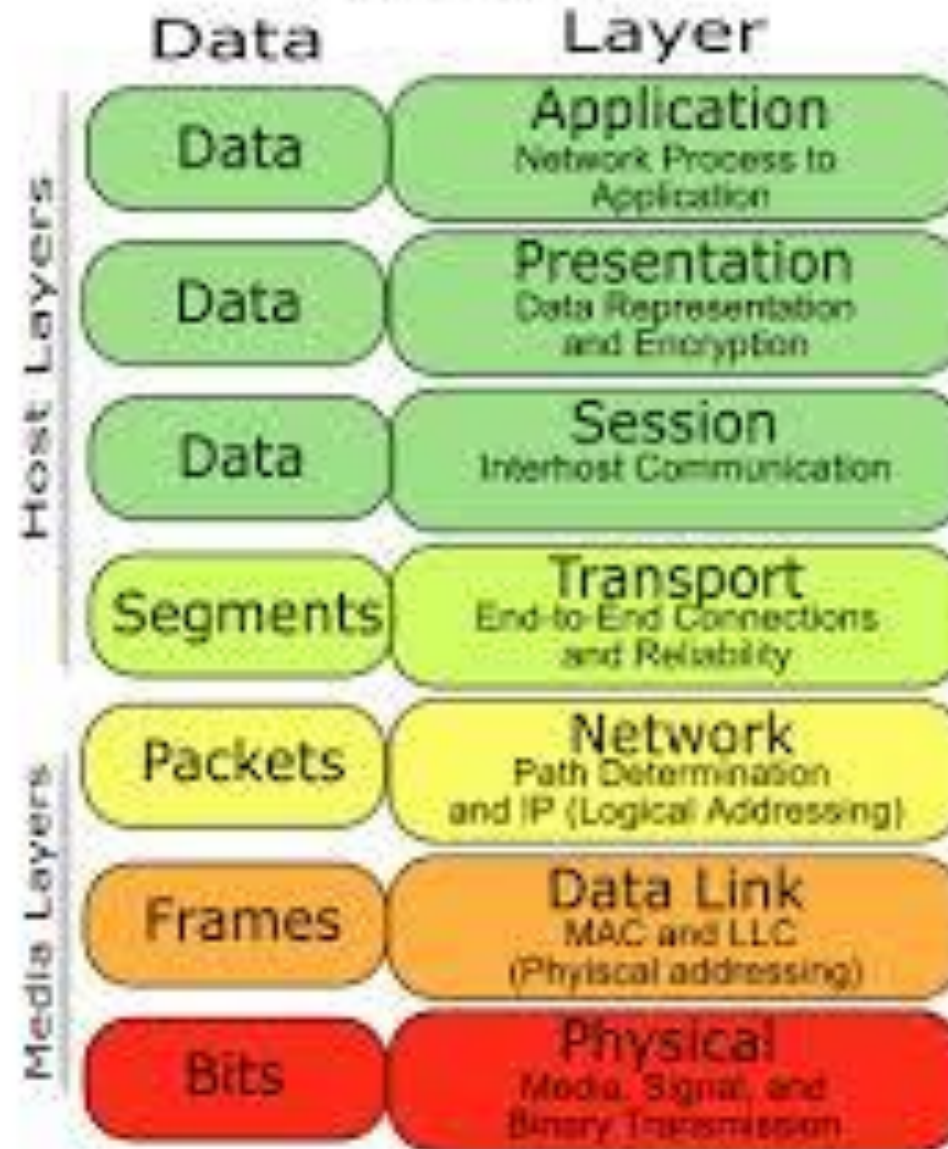 Data Layer
Host Layers
Data
Application
Network Process to
Application
Data
Presentation
Data Representation
and Encryption
Data
Session
Interhost Communication
Segments
Transport
End-to-End Connections
and Reliability
Media Layers
Packets
Network
Path Determination
and IP (Logical Addressing)
Frames
Data Link
MAC and LLC
(Phyiscal addressing)
Bits
Physical
Media, Signal, and
Binary Transmission